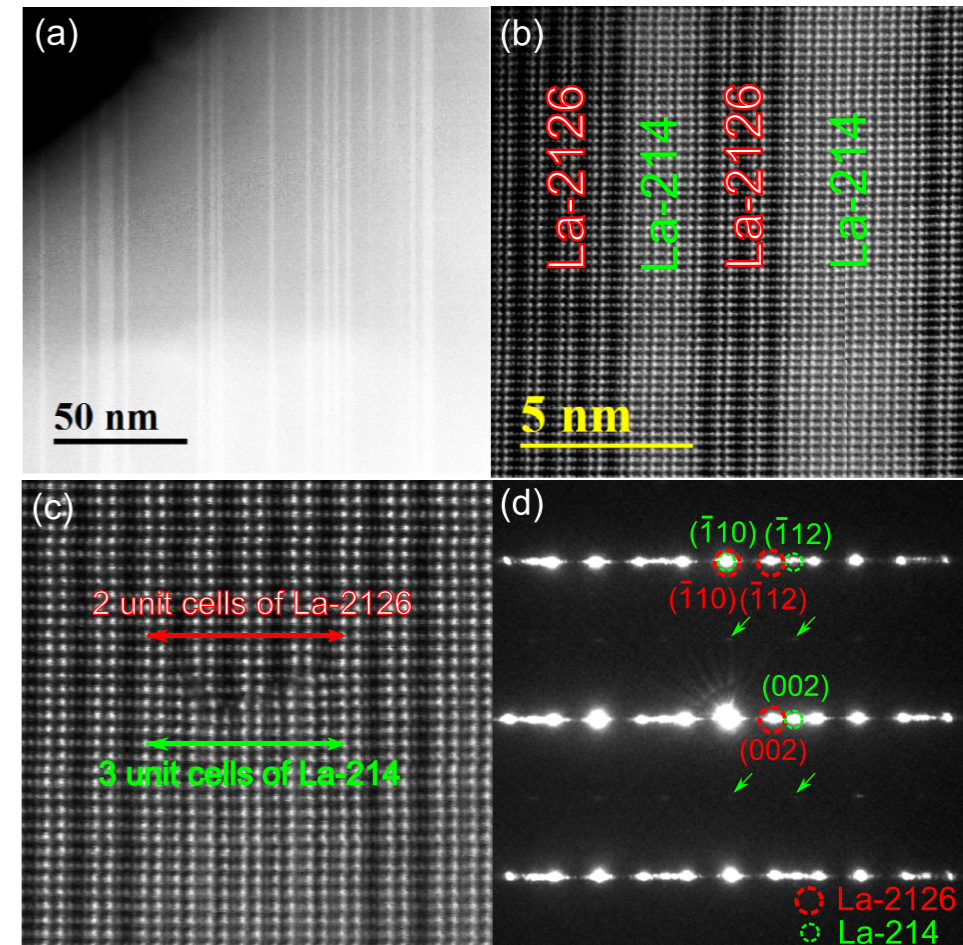 (a)
50 nm
(b)
La-2126
La-214
La-2126
La-214
5 nm
(c)
2 unit cells of La-2126
3 unit cells of La-214
(d)
(1̄10) (1̄12)
(1̄10) (1̄12)
(002)
(002)
La-2126
La-214